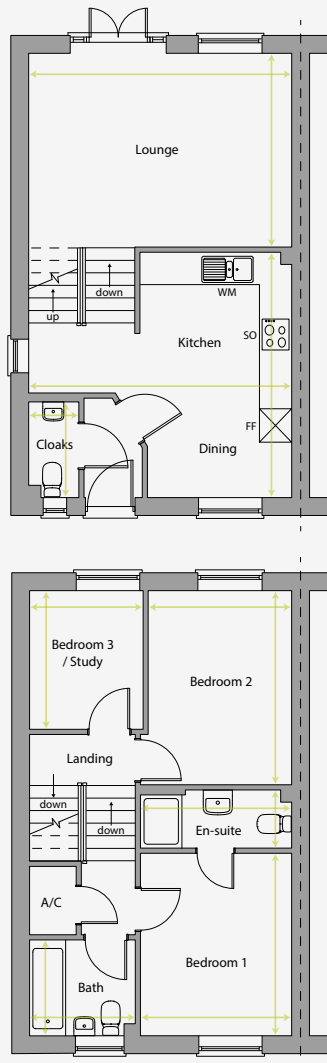 Lounge
down
up
WM
Kitchen
SO
FF
Cloaks
Dining
Bedroom 3
/ Study
Bedroom 2
Landing
down
down
En-suite
A/C
Bath
Bedroom 1